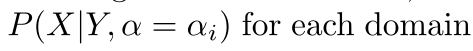 P(X|Y, α = α_i) for each domain